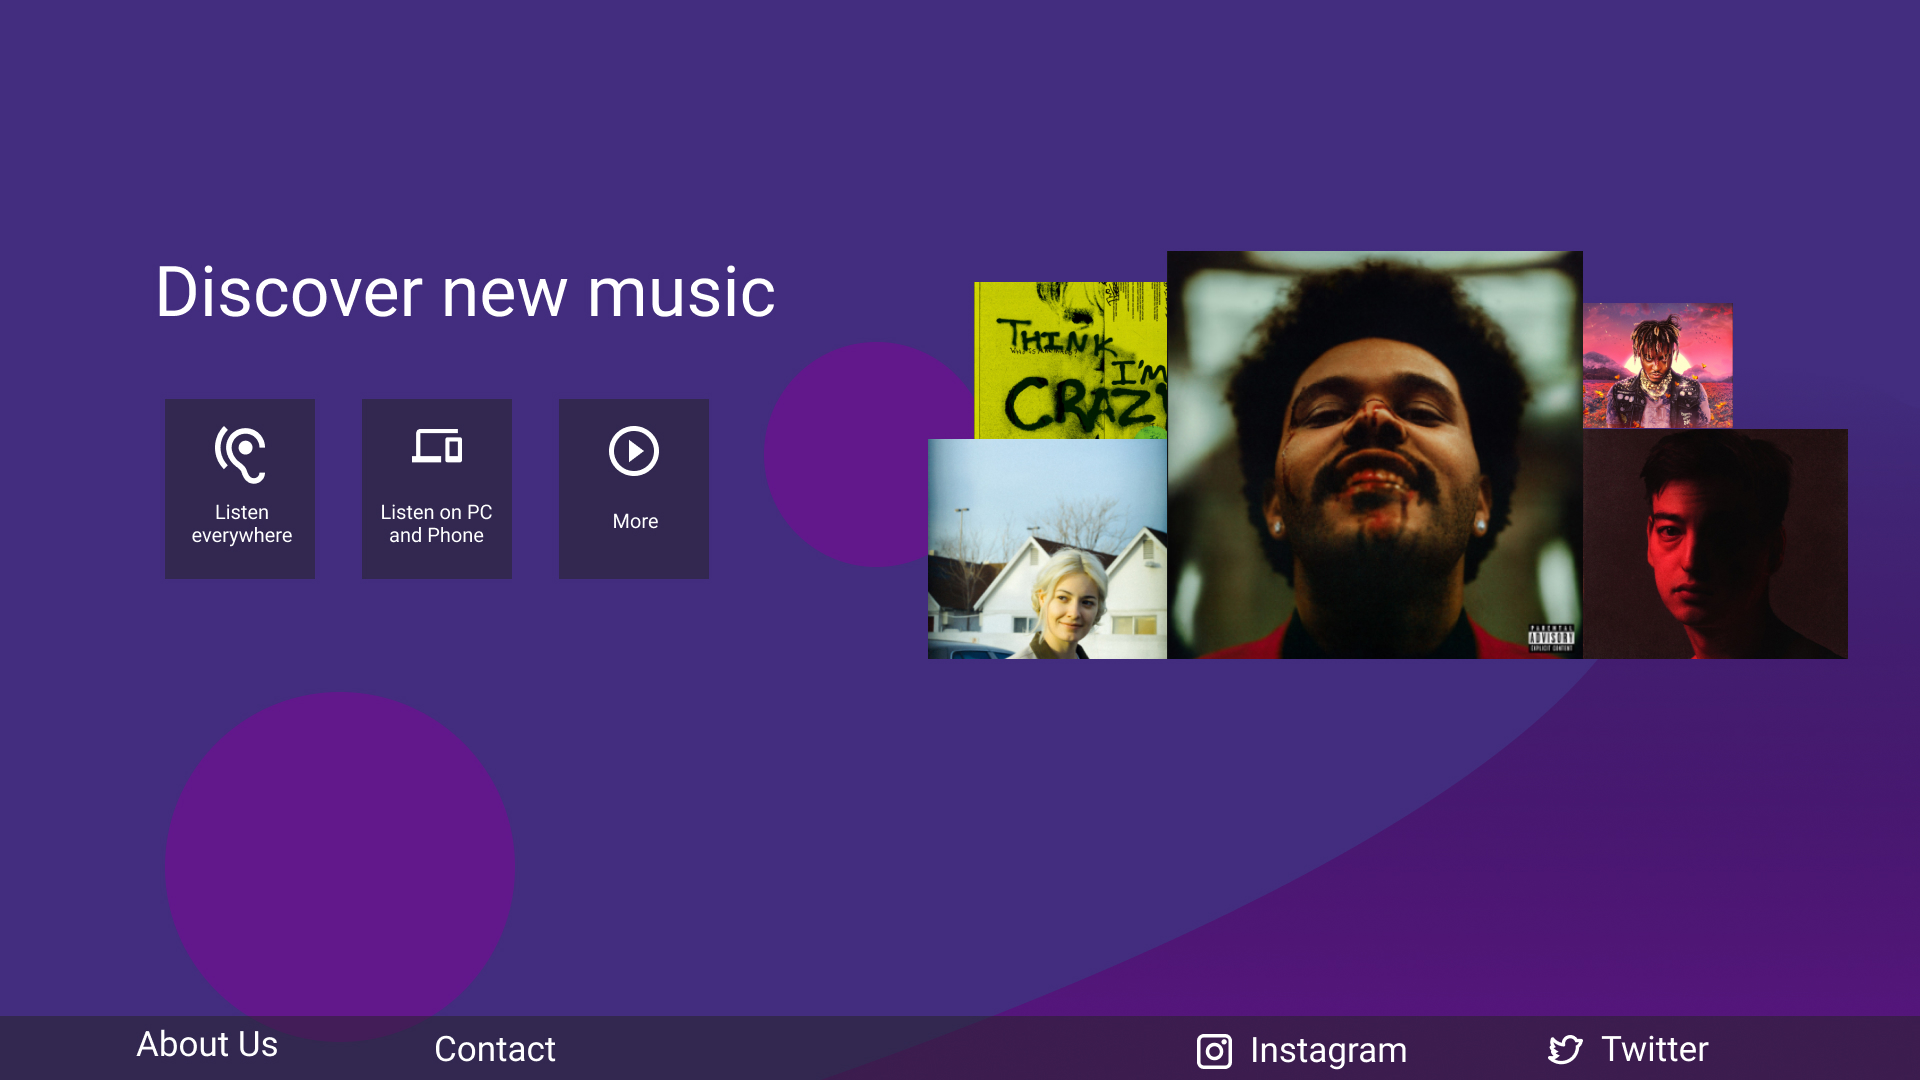 Discover new music
THINK
I'M
CRAZY
PARENTAL
ADVISORY
EXPLICIT CONTENT
Listen
everywhere
Listen on PC
and Phone
More
About Us
Contact
Instagram
Twitter